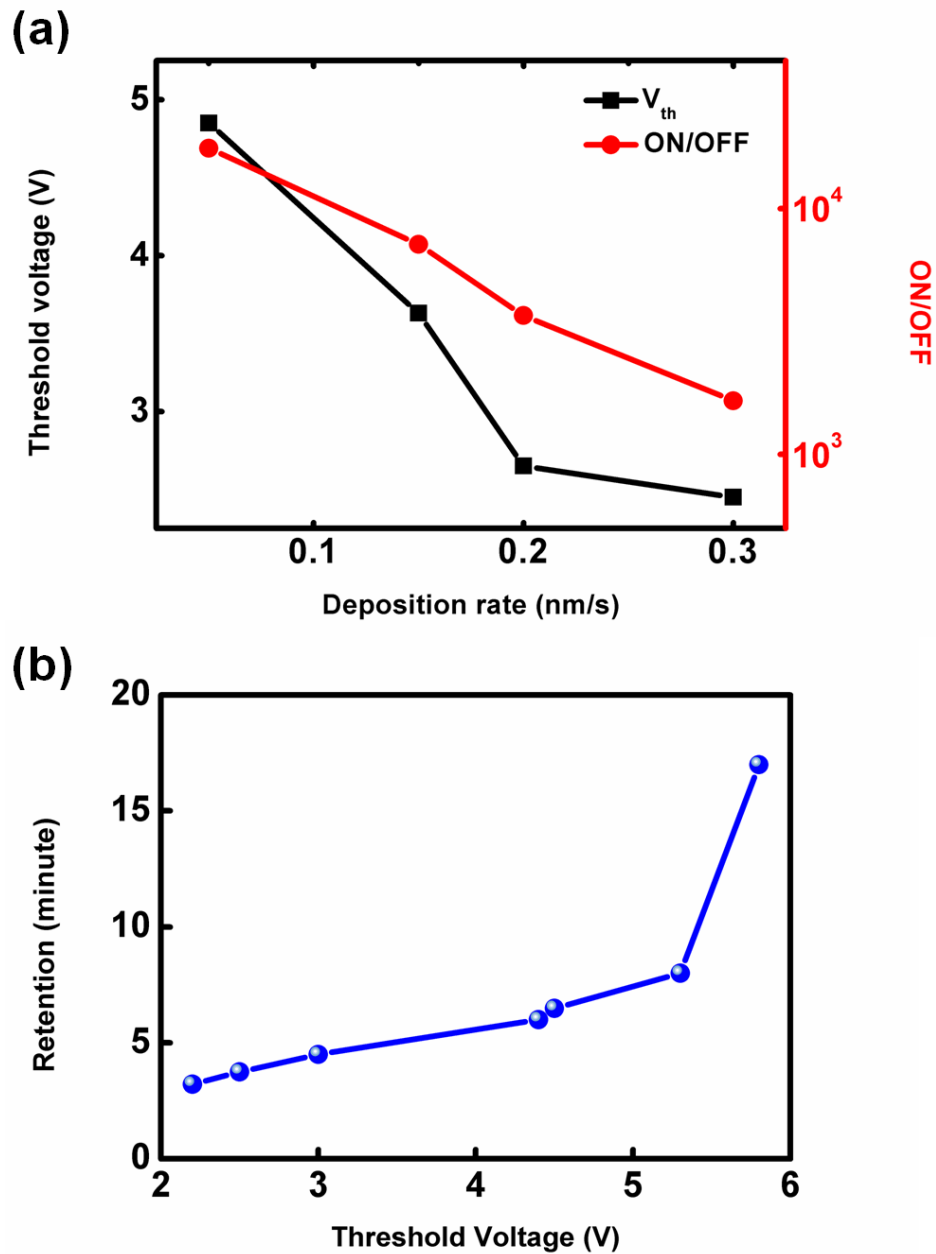 (a)
5
4
3
Threshold voltage (V)
V_th
ON/OFF
10^4
10^3
ON/OFF
0.1
0.2
0.3
Deposition rate (nm/s)
(b)
20
15
10
5
0
Retention (minute)
2
3
4
5
6
Threshold Voltage (V)